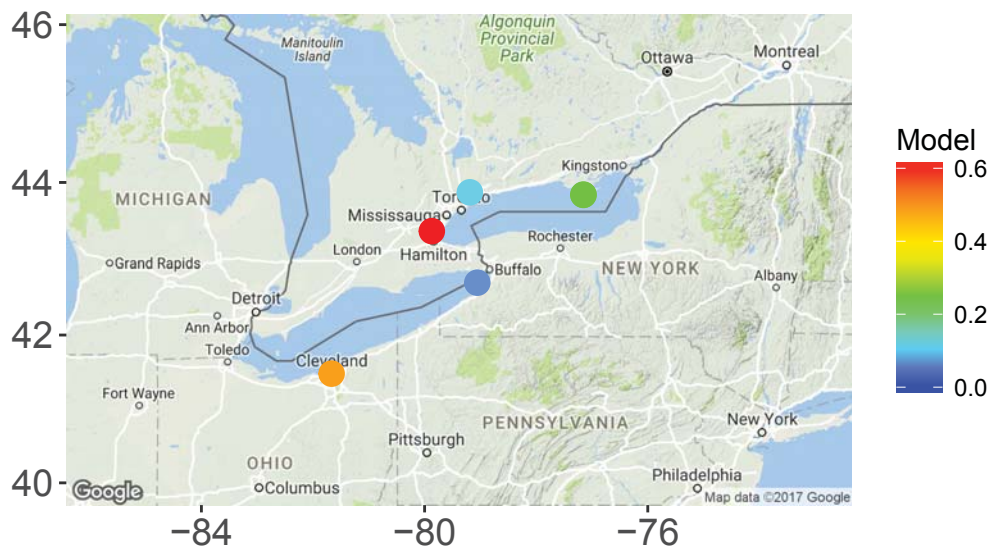 46
44
42
40
−84
−80
−76
Manitoulin
Island
Algonquin
Provincial
Park
Ottawa
Montreal
Kingston
MICHIGAN
Toronto
Mississauga
Hamilton
London
Rochester
Buffalo
NEW YORK
Grand Rapids
Albany
Detroit
Ann Arbor
Toledo
Cleveland
Fort Wayne
PENNSYLVANIA
New York
Pittsburgh
OHIO
Columbus
Philadelphia
Google
Map data ©2017 Google
Model
0.6
0.4
0.2
0.0